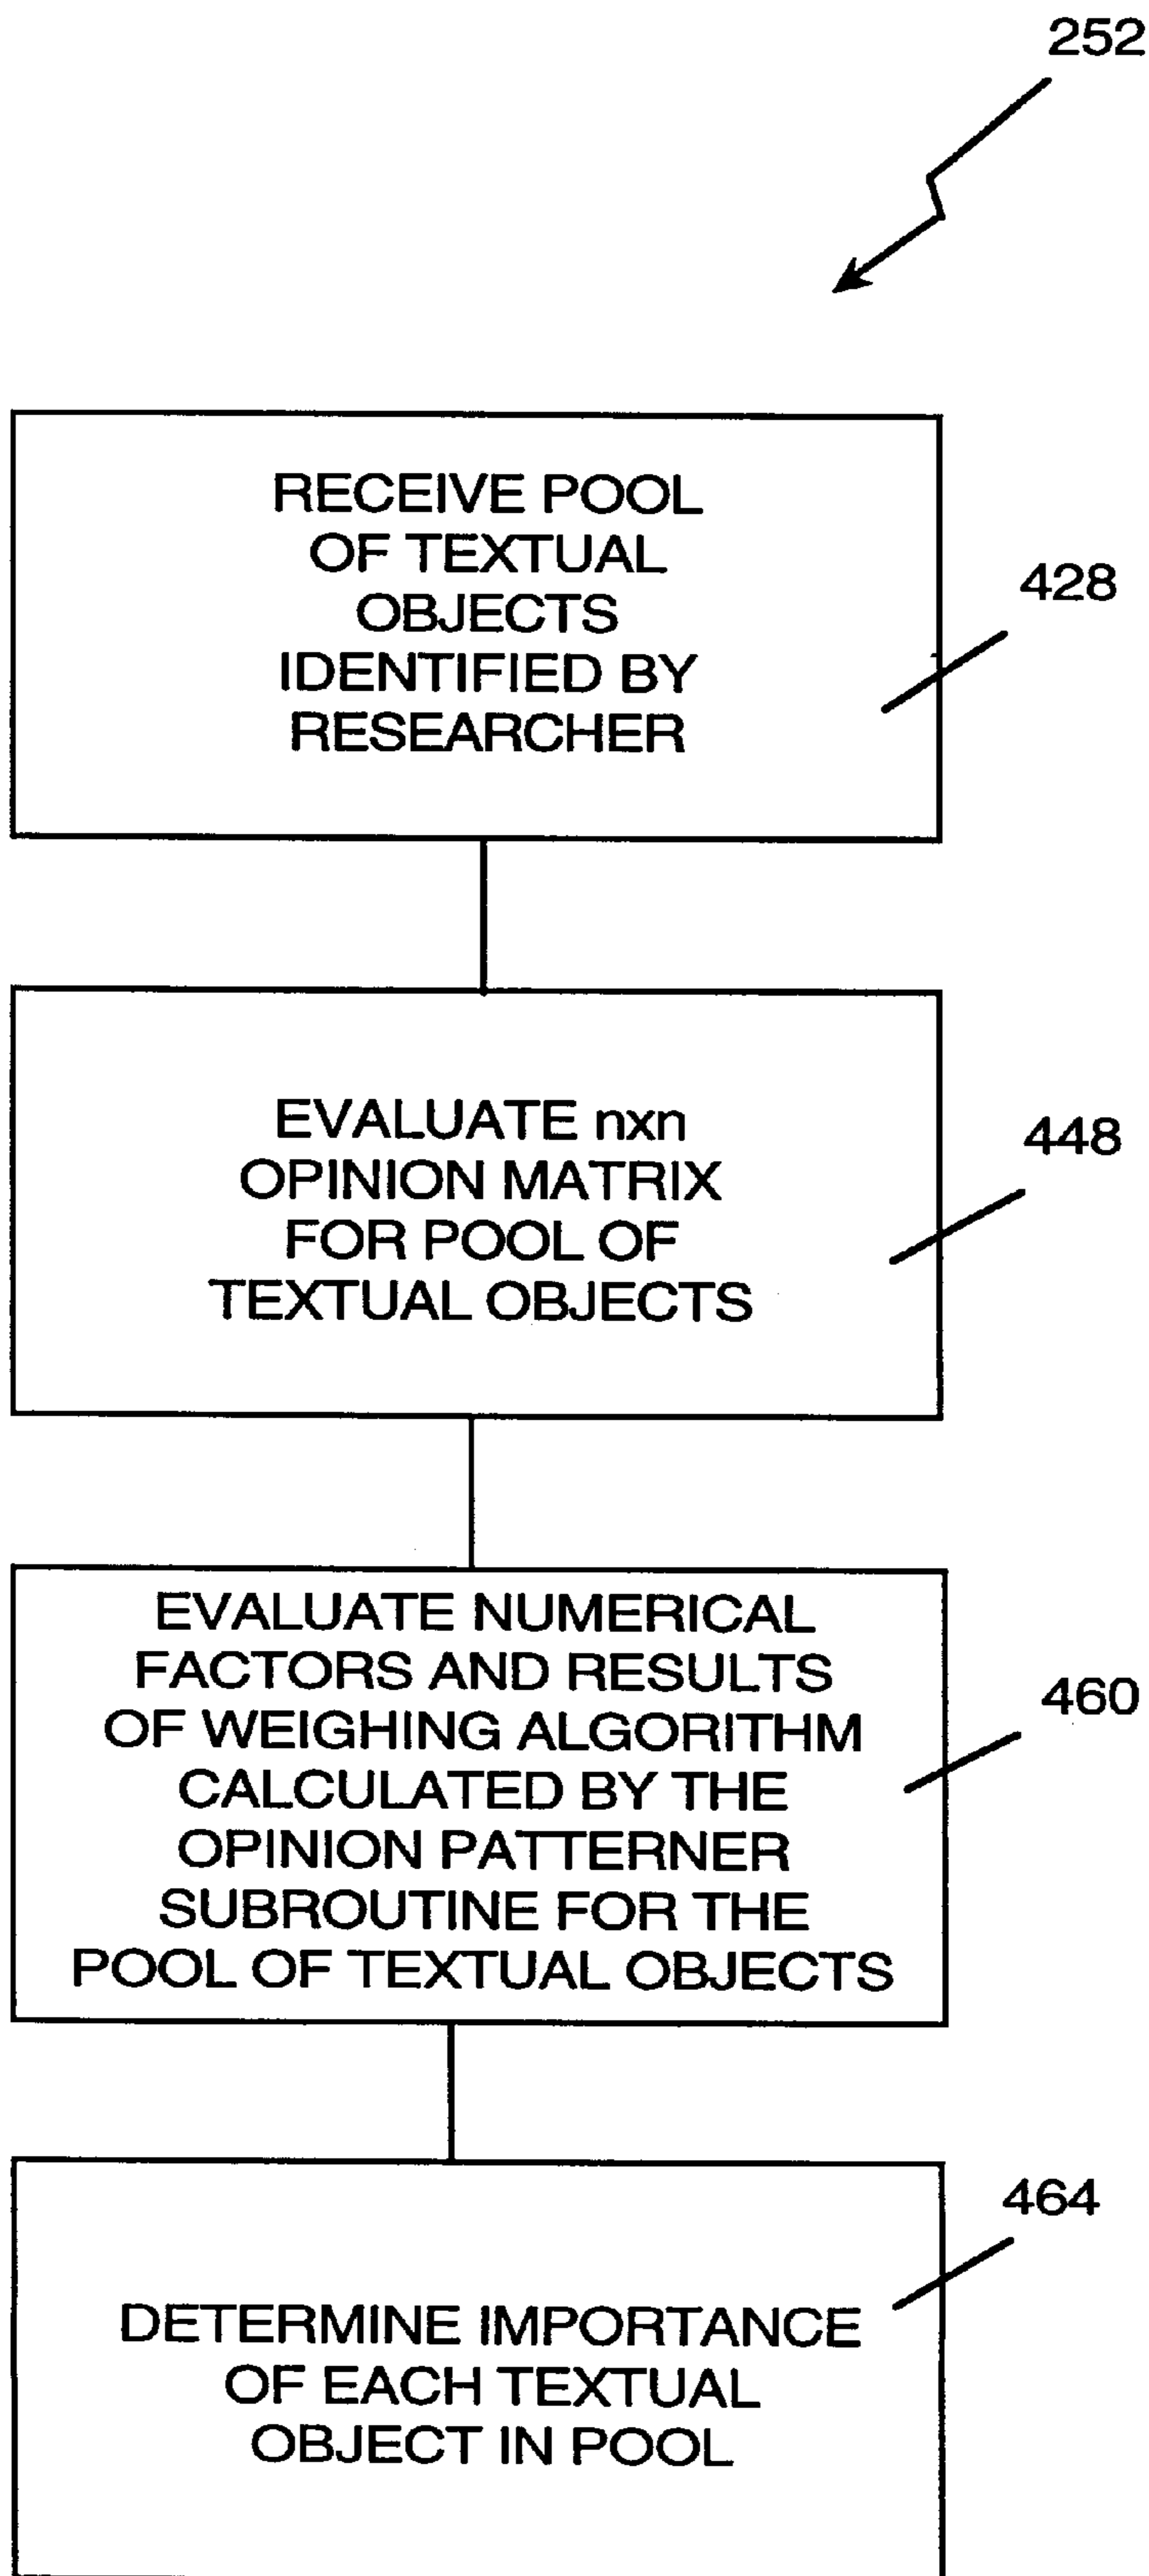 252
RECEIVE POOL
OF TEXTUAL
OBJECTS
IDENTIFIED BY
RESEARCHER
428
EVALUATE nxn
OPINION MATRIX
FOR POOL OF
TEXTUAL OBJECTS
448
EVALUATE NUMERICAL
FACTORS AND RESULTS
OF WEIGHING ALGORITHM
CALCULATED BY THE
OPINION PATTERNER
SUBROUTINE FOR THE
POOL OF TEXTUAL OBJECTS
460
DETERMINE IMPORTANCE
OF EACH TEXTUAL
OBJECT IN POOL
464